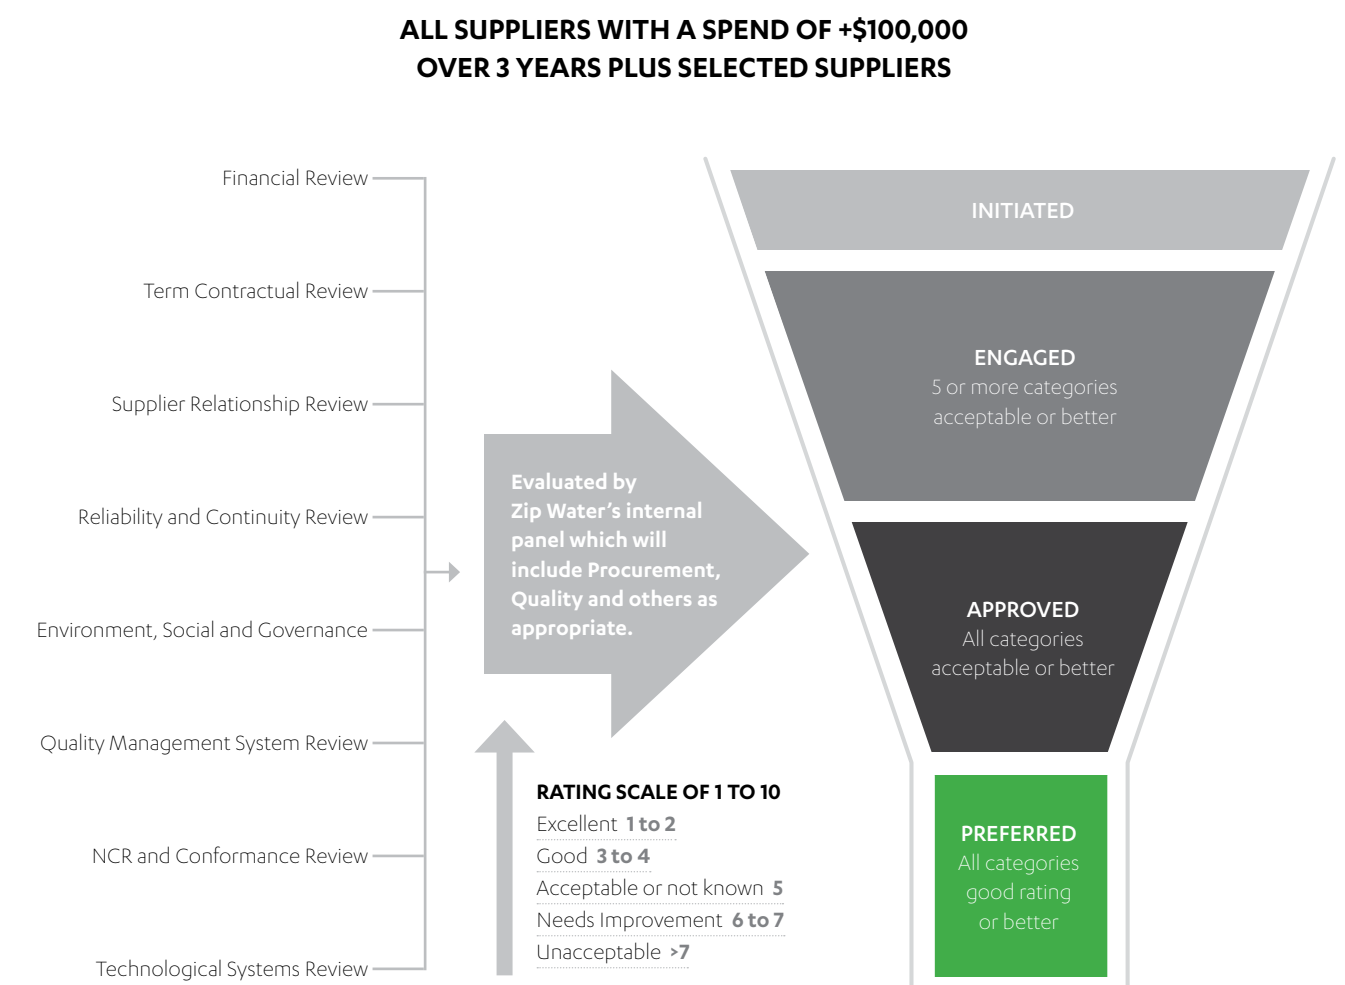 ALL SUPPLIERS WITH A SPEND OF +$100,000
OVER 3 YEARS PLUS SELECTED SUPPLIERS
Financial Review
Term Contractual Review
Supplier Relationship Review
Reliability and Continuity Review
Environment, Social and Governance
Quality Management System Review
NCR and Conformance Review
Technological Systems Review
Evaluated by
Zip Water’s internal
panel which will
include Procurement,
Quality and others as
appropriate.
RATING SCALE OF 1 TO 10
Excellent 1 to 2
Good 3 to 4
Acceptable or not known 5
Needs Improvement 6 to 7
Unacceptable >7
INITIATED
ENGAGED
5 or more categories
acceptable or better
APPROVED
All categories
acceptable or better
PREFERRED
All categories
good rating
or better